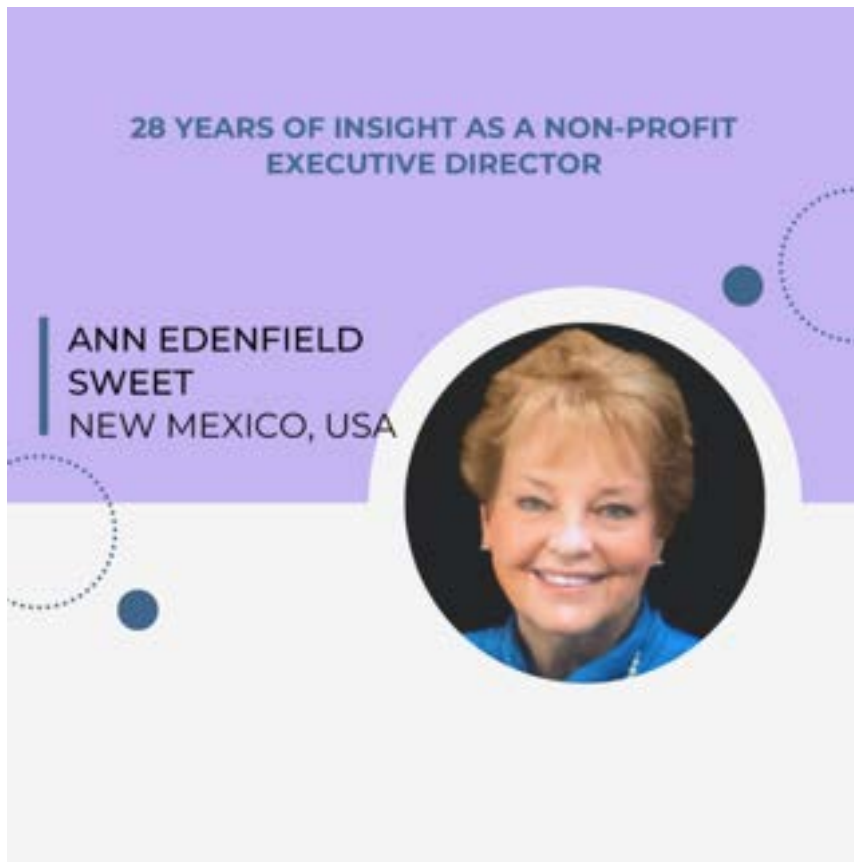 28 YEARS OF INSIGHT AS A NON-PROFIT
EXECUTIVE DIRECTOR
ANN EDENFIELD
SWEET
NEW MEXICO, USA